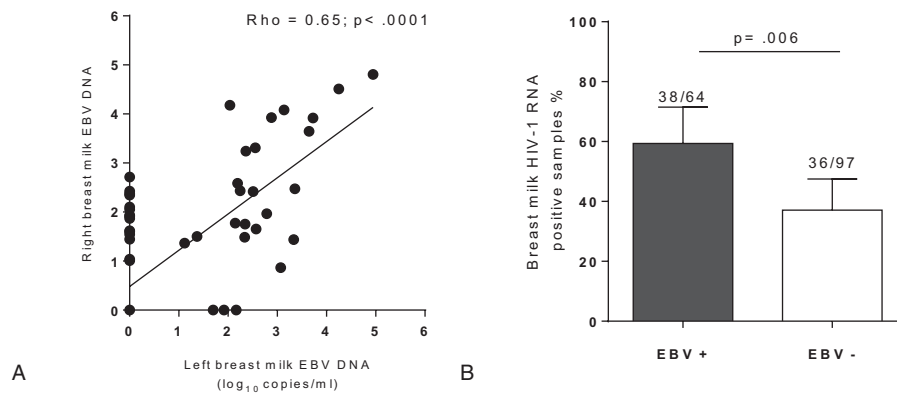 Rho = 0.65; p< .0001
Right breast milk EBV DNA
6
5
4
3
2
1
0
0 1 2 3 4 5 6
Left breast milk EBV DNA
(log10 copies/ml)
A
p= .006
Breast milk HIV-1 RNA
positive samples %
100
80
60
40
20
0
38/64
36/97
EBV + EBV -
B